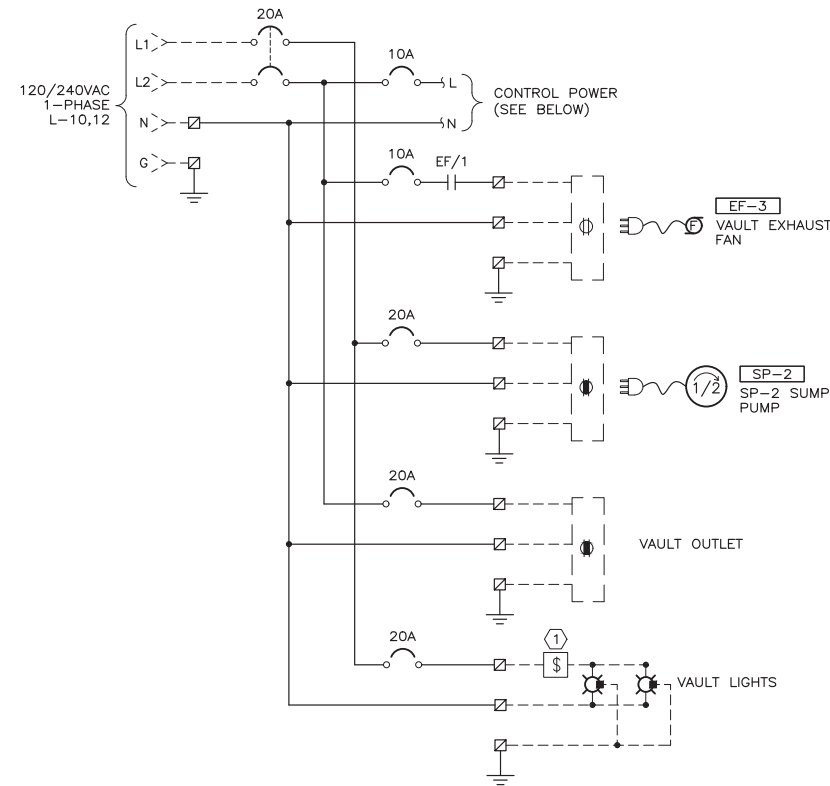 20A
L1
L2
10A
L
120/240VAC
1-PHASE
L-10,12
CONTROL POWER
(SEE BELOW)
N
N
G
10A
EF/1
EF-3
F
VAULT EXHAUST
FAN
20A
SP-2
1/2
SP-2 SUMP
PUMP
20A
VAULT OUTLET
20A
1
$
VAULT LIGHTS